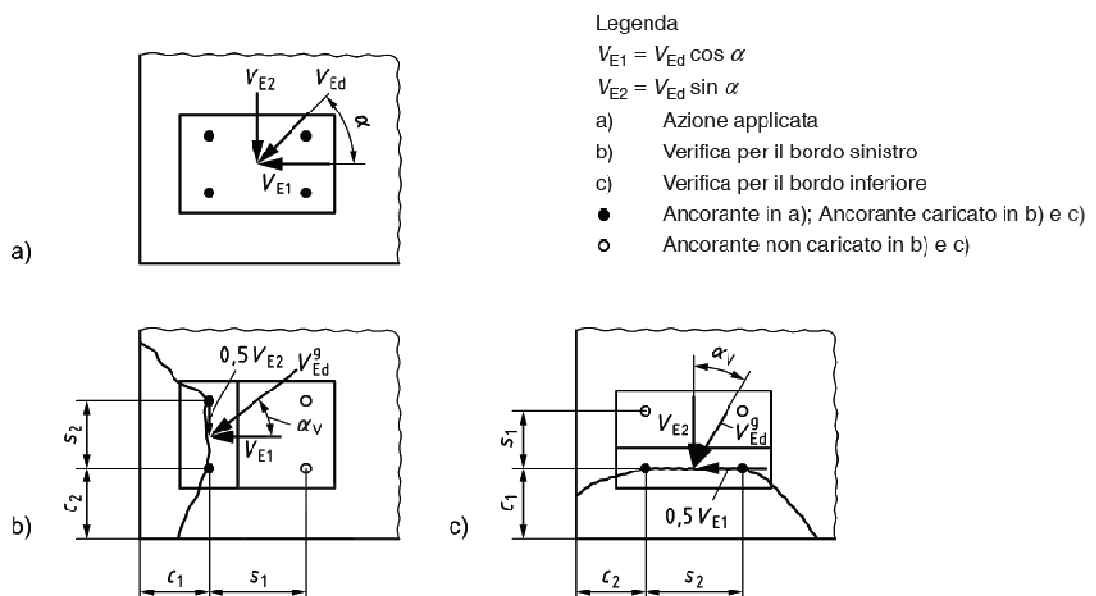 Legenda
V_E1 = V_Ed cos α
V_E2 = V_Ed sin α
a) Azione applicata
b) Verifica per il bordo sinistro
c) Verifica per il bordo inferiore
● Ancorante in a); Ancorante caricato in b) e c)
○ Ancorante non caricato in b) e c)
a)
V_E2
V_Ed
α
V_E1
b)
0,5 V_E2
V_Ed^g
α_V
V_E1
s_2
c_2
c_1
s_1
c)
α_V
V_E2
V_Ed^g
0,5 V_E1
s_1
c_1
c_2
s_2